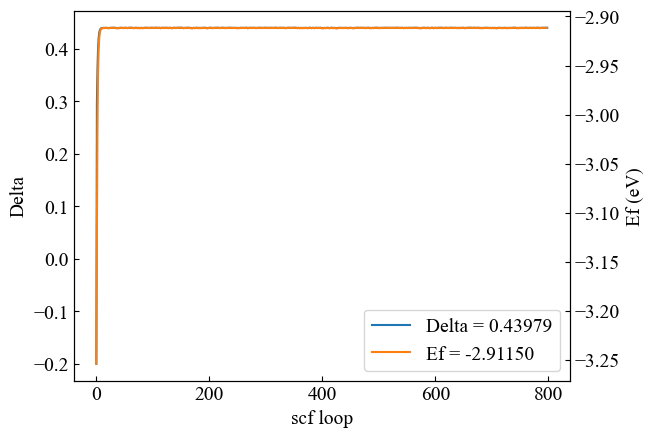 0.4
0.3
0.2
0.1
0.0
−0.1
−0.2
Delta
−2.90
−2.95
−3.00
−3.05
−3.10
−3.15
−3.20
−3.25
Ef (eV)
Delta = 0.43979
Ef = -2.91150
0 200 400 600 800
scf loop